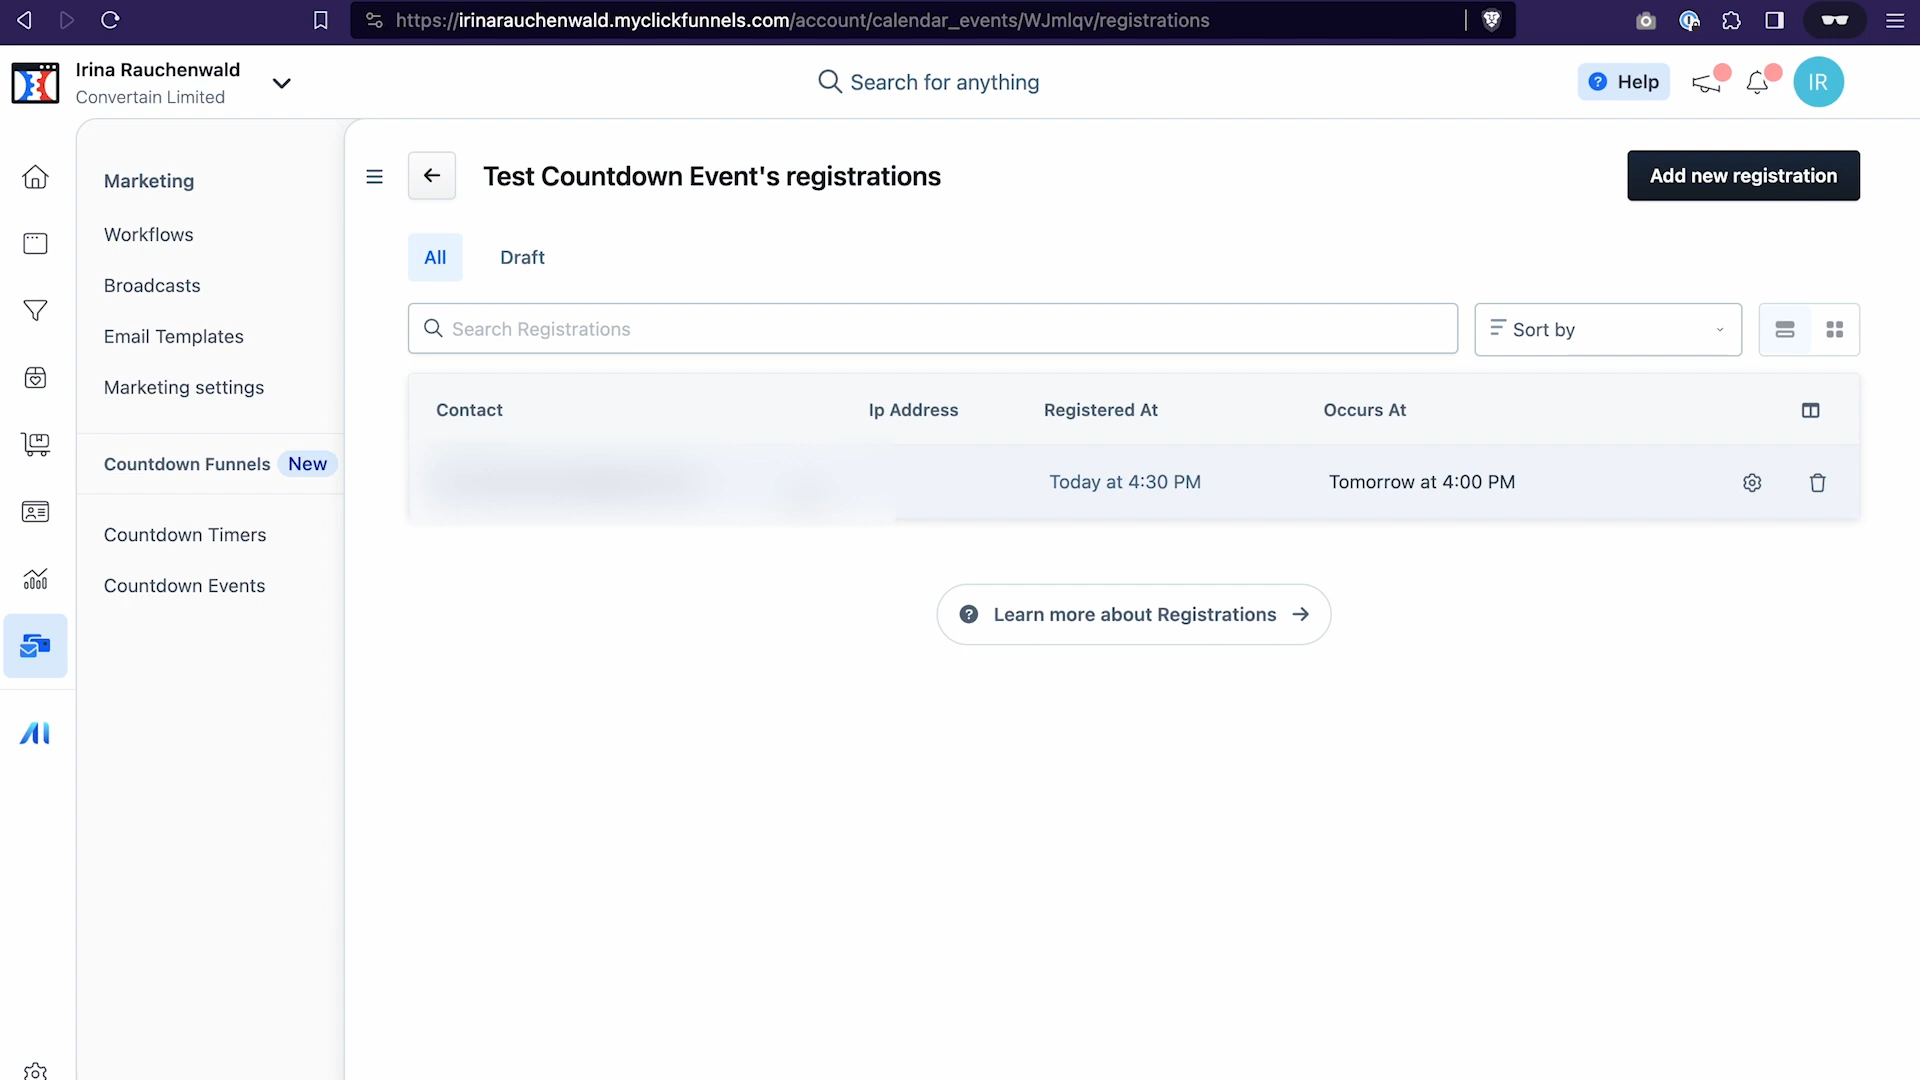 https://irinarauchenwald.myclickfunnels.com/account/calendar_events/WJmlqv/registrations
Irina Rauchenwald
Convertain Limited
Search for anything
Help
IR
Marketing
Workflows
Broadcasts
Email Templates
Marketing settings
Countdown Funnels New
Countdown Timers
Countdown Events
AI
Test Countdown Event's registrations
Add new registration
All Draft
Search Registrations
Sort by
Contact Ip Address Registered At Occurs At
Today at 4:30 PM Tomorrow at 4:00 PM
Learn more about Registrations